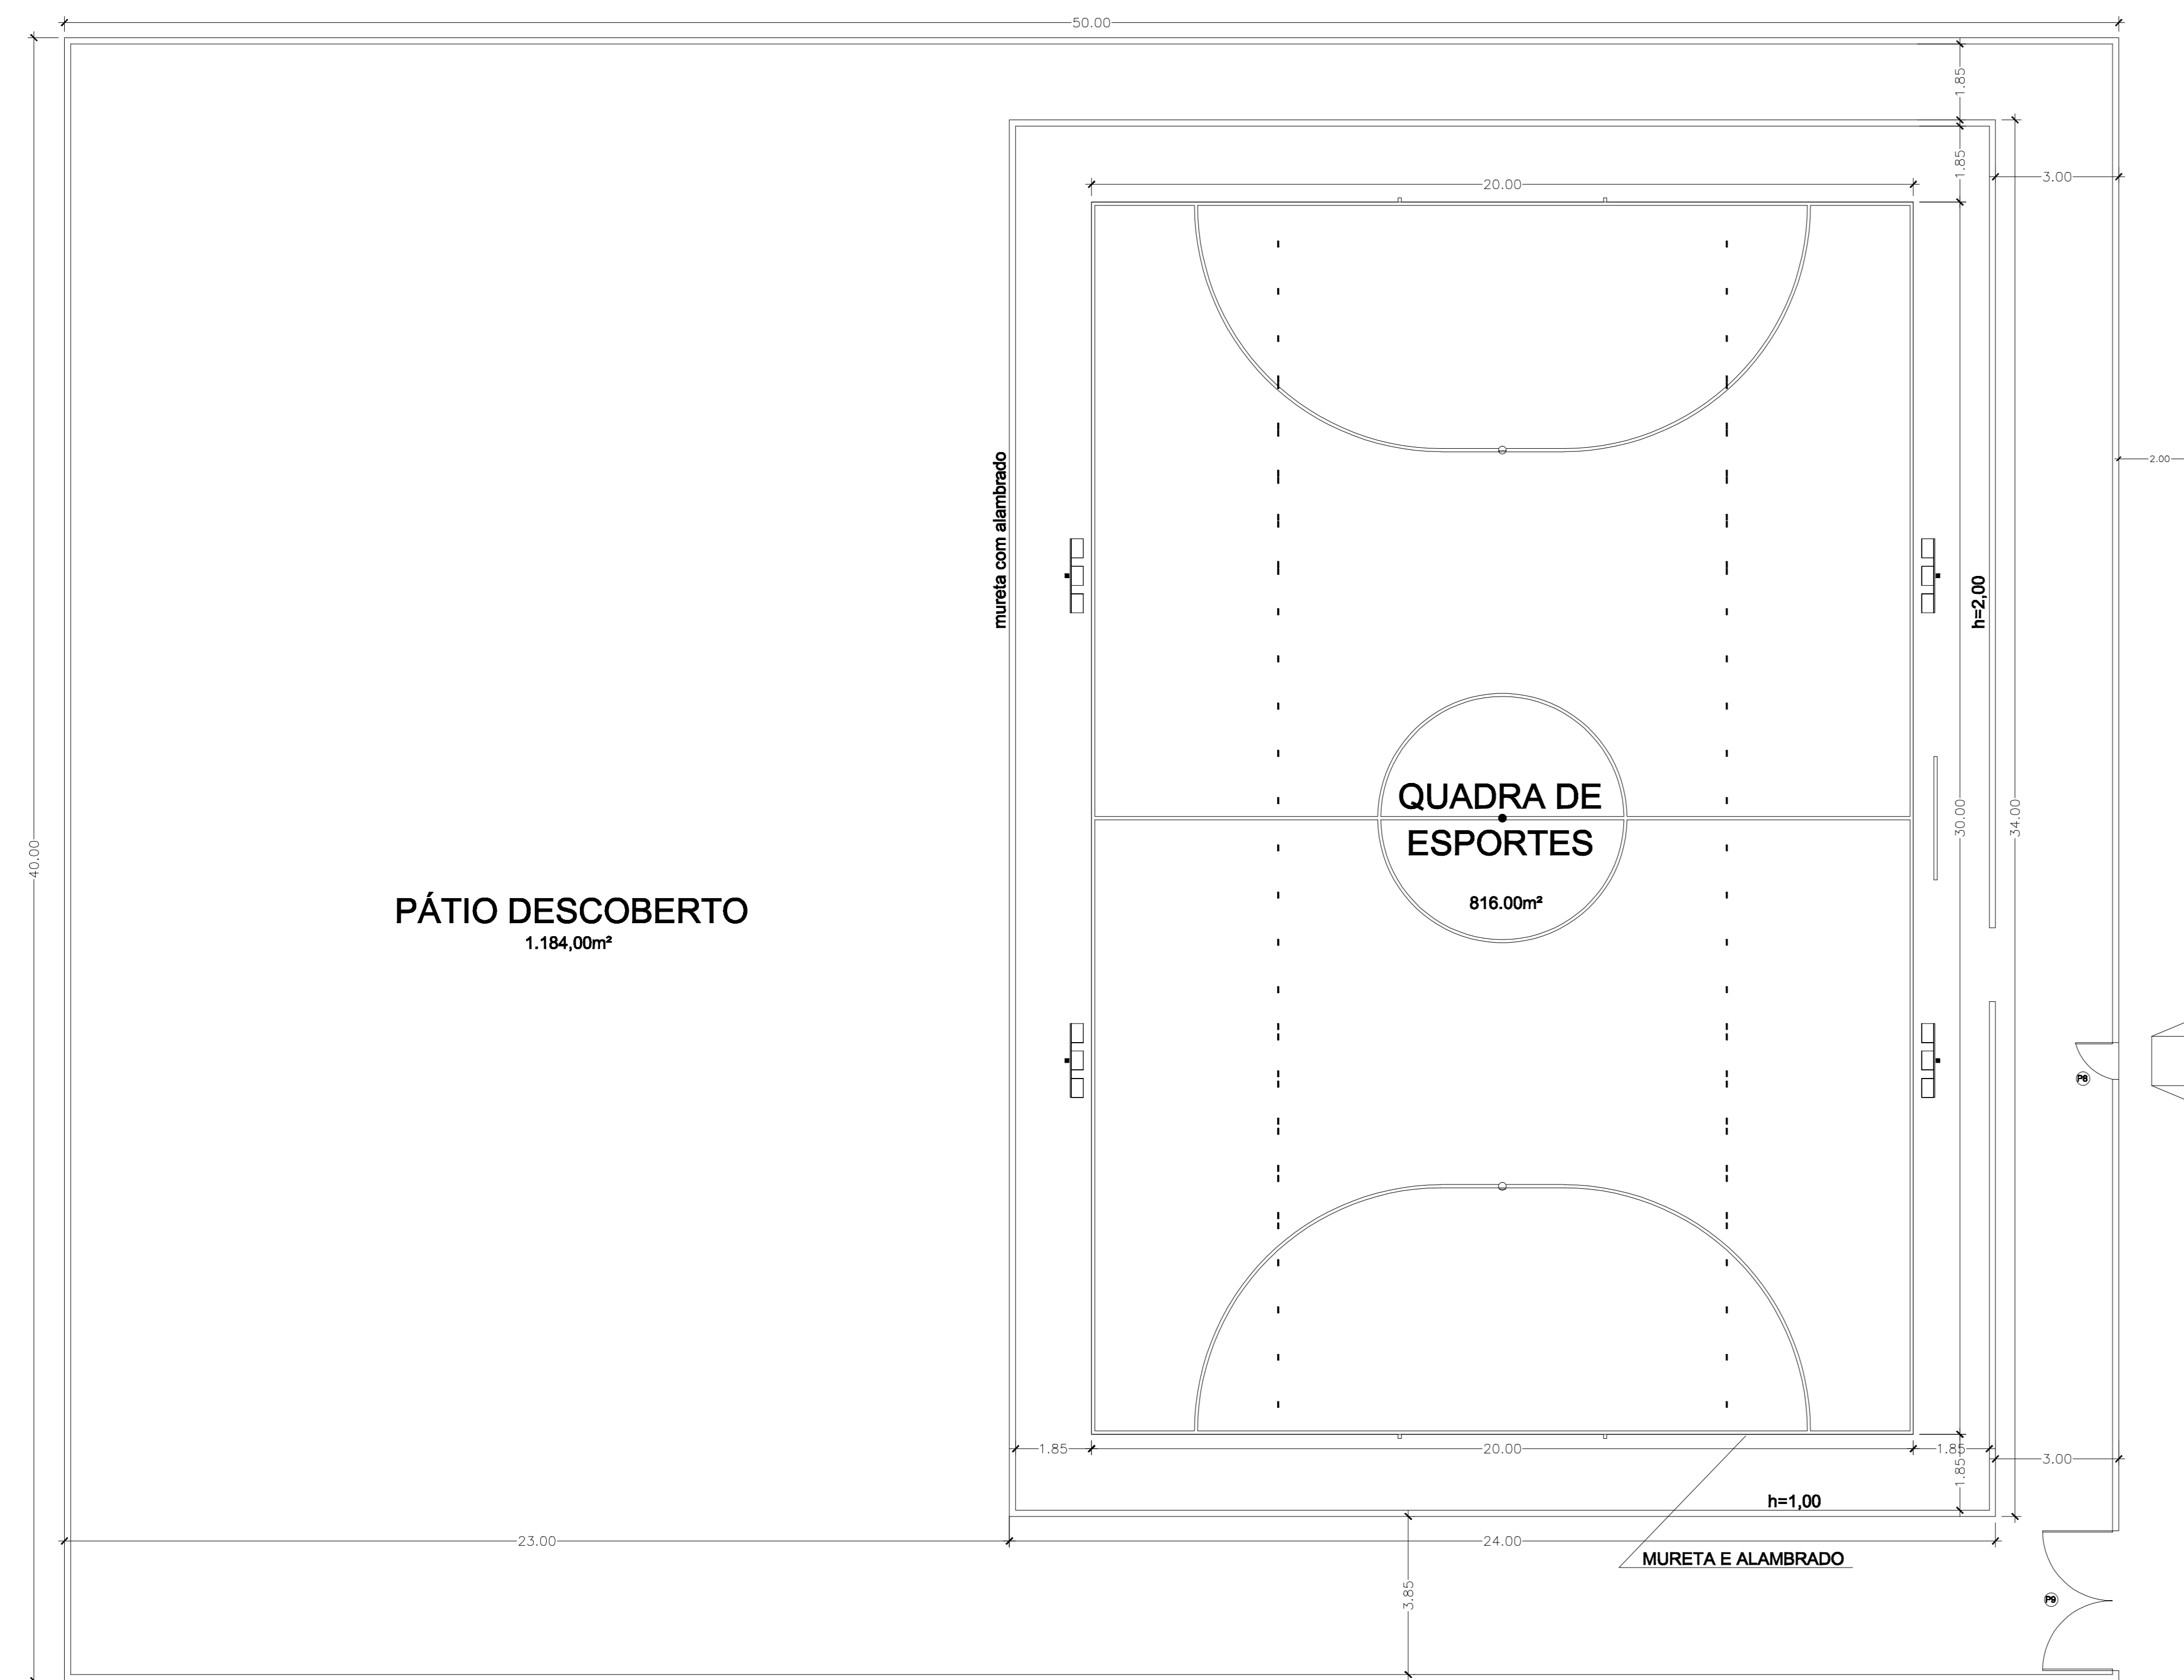 50.00
1.85
1.85
3.00
20.00
2.00
mureta com alambrado
h=2,00
QUADRA DE
ESPORTES
816.00m²
30.00
34.00
40.00
PÁTIO DESCOBERTO
1.184,00m²
P8
1.85
20.00
1.85
1.85
3.00
h=1,00
23.00
24.00
MURETA E ALAMBRADO
3.85
P9